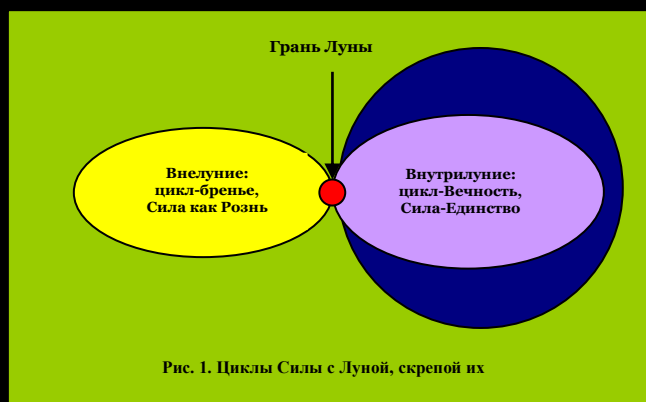 Грань Луны
Внелуние:
цикл-бренье,
Сила как Рознь
Внутрилуние:
цикл-Вечность,
Сила-Единство
Рис. 1. Циклы Силы с Луной, скрепой их